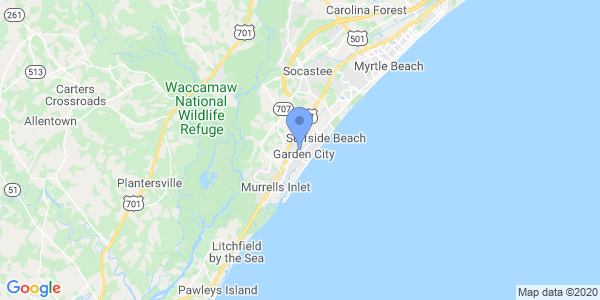 Carolina Forest
261
701
501
513
Socastee
Myrtle Beach
Carters
Crossroads
Waccamaw
National
Wildlife
Refuge
707
Allentown
Surfside Beach
Garden City
701
Plantersville
Murrells Inlet
51
701
Litchfield
by the Sea
Google
Pawleys Island
Map data ©2020